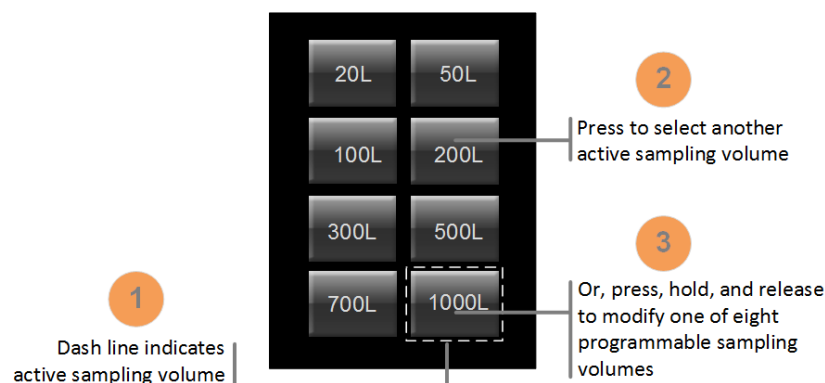 20L
50L
2
Press to select another
active sampling volume
100L
200L
300L
500L
3
Or, press, hold, and release
to modify one of eight
programmable sampling
volumes
700L
1000L
1
Dash line indicates
active sampling volume